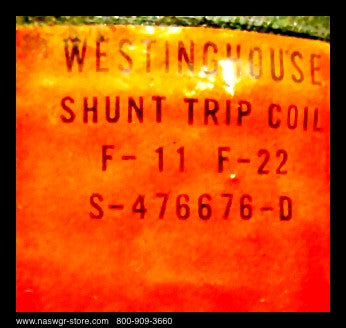 WESTINGHOUSE
SHUNT TRIP COIL
F-11 F-22
S-476676-D
www.naswgr-store.com 800-909-3660